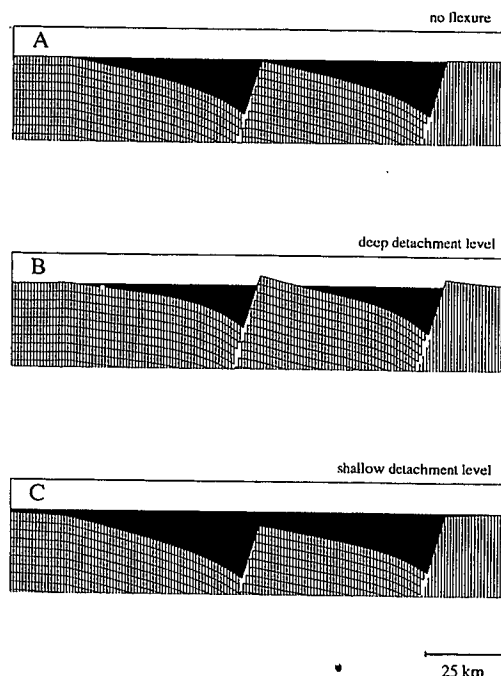 no flexure
A
deep detachment level
B
shallow detachment level
C
25 km